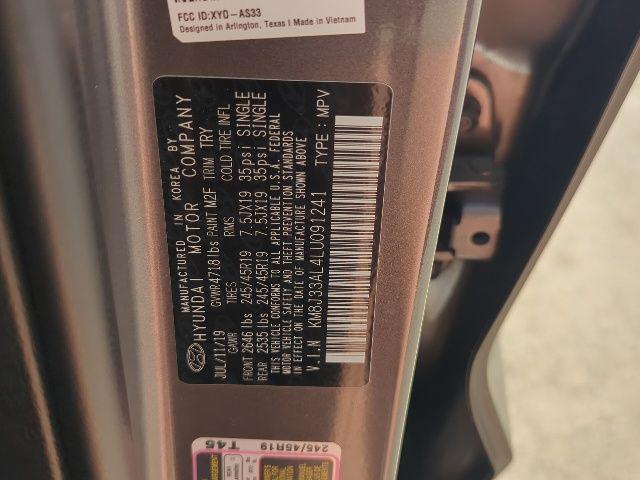 FCC ID:XYO-AS33
Designed in Arlington, Texas | Made in Vietnam
MANUFACTURED IN KOREA BY
HYUNDAI MOTOR COMPANY
JUL/11/19 GVWR 4718 lbs PAINT M2F TRIM TRY
GAWR TIRES RIMS COLD TIRE INFL
FRONT 2646 lbs 245/45R19 7.5JX19 35psi SINGLE
REAR 2535 lbs 245/45R19 7.5JX19 35psi SINGLE
THIS VEHICLE CONFORMS TO ALL APPLICABLE U.S.A. FEDERAL
MOTOR VEHICLE SAFETY AND THEFT PREVENTION STANDARDS
IN EFFECT ON THE DATE OF MANUFACTURE SHOWN ABOVE
V.I.N KM8J33AL4LU091241 TYPE: MPV
245/45R19
T45